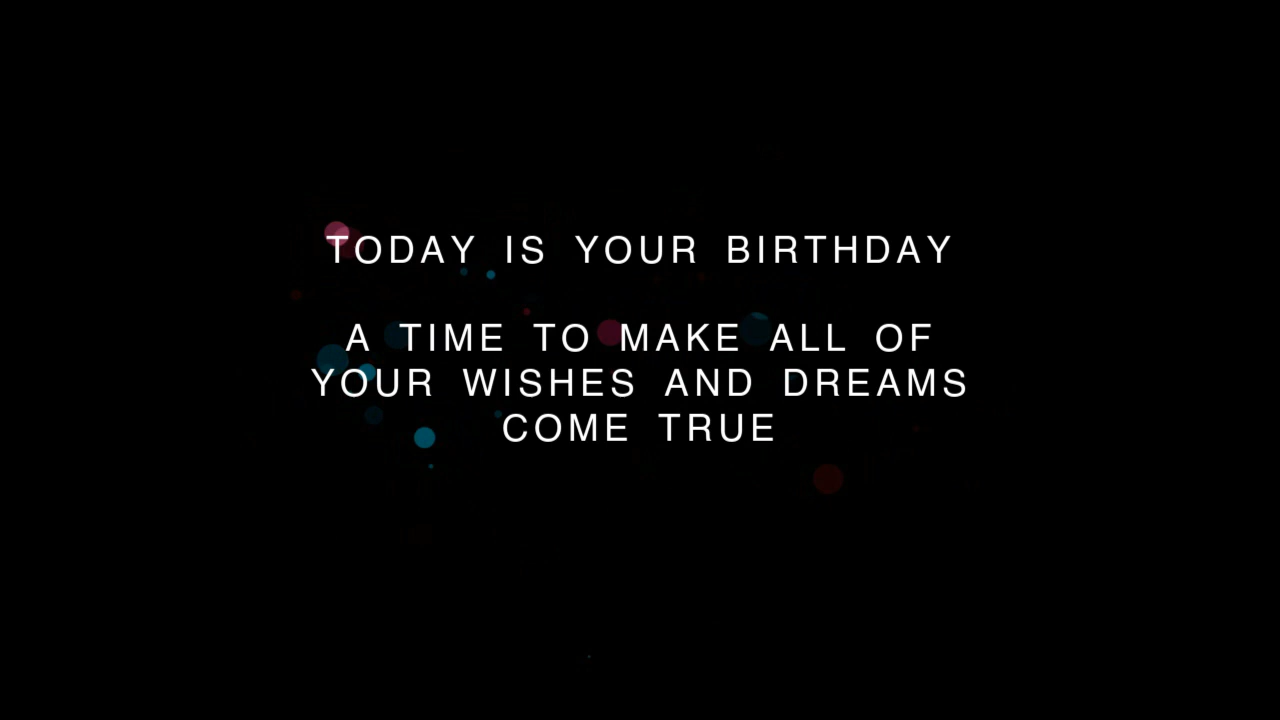 TODAY IS YOUR BIRTHDAY
A TIME TO MAKE ALL OF
YOUR WISHES AND DREAMS
COME TRUE